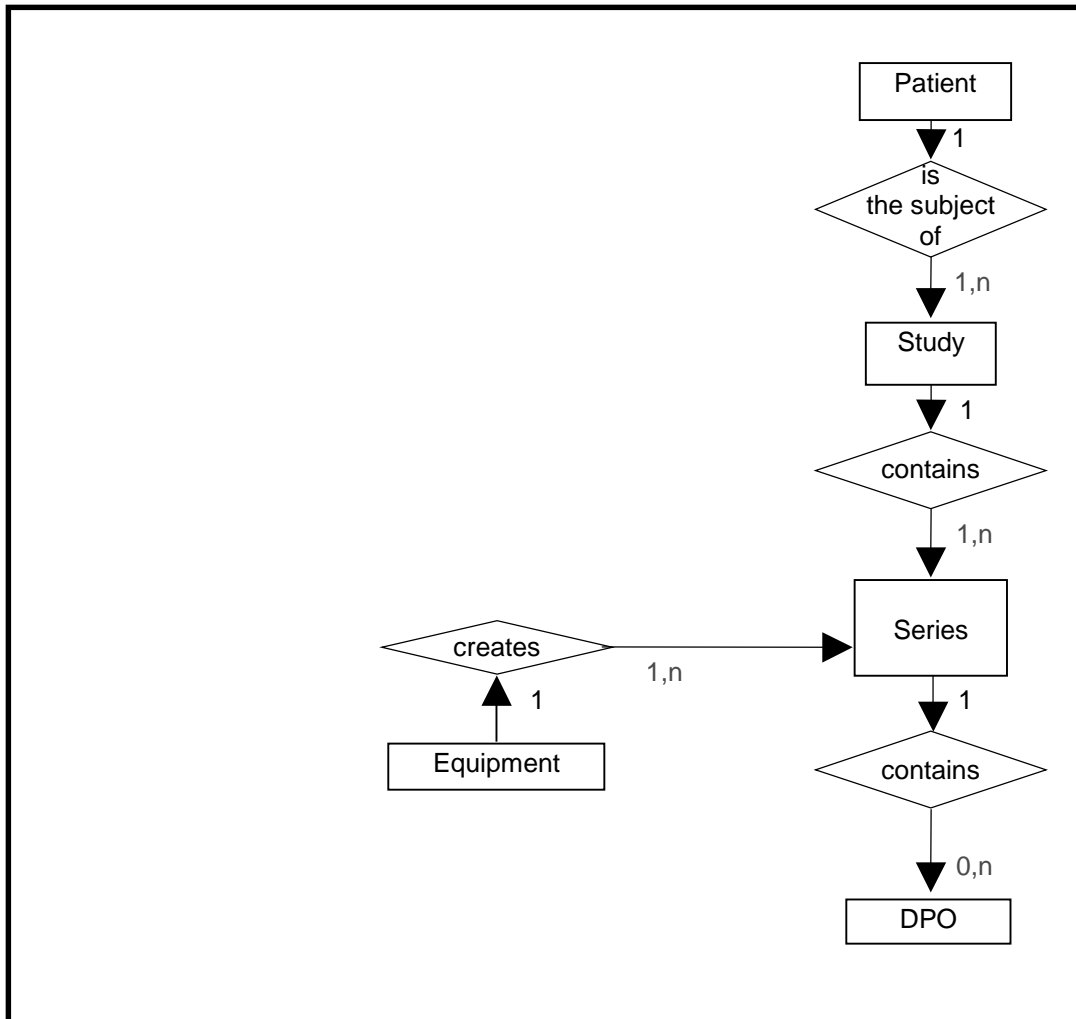 Patient
1
is
the subject
of
1,n
Study
1
contains
1,n
Series
creates
1,n
1
1
Equipment
contains
0,n
DPO